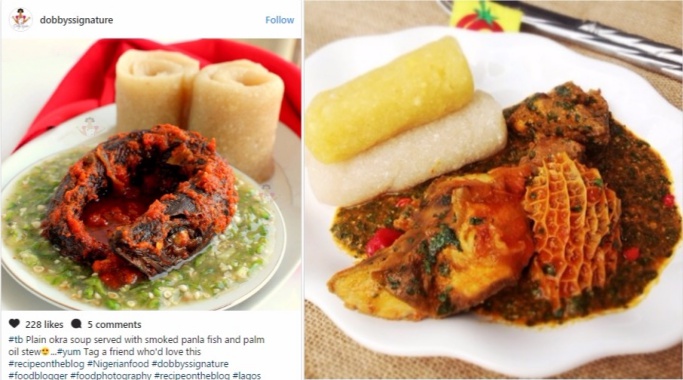 dobbyssignature
Follow
228 likes 5 comments
#tb Plain okra soup served with smoked panla fish and palm
oil stew😍...#yum Tag a friend who'd love this
#recipeontheblog #Nigerianfood #dobbyssignature
#foodblogger #foodphotography #recipeontheblog #lagos